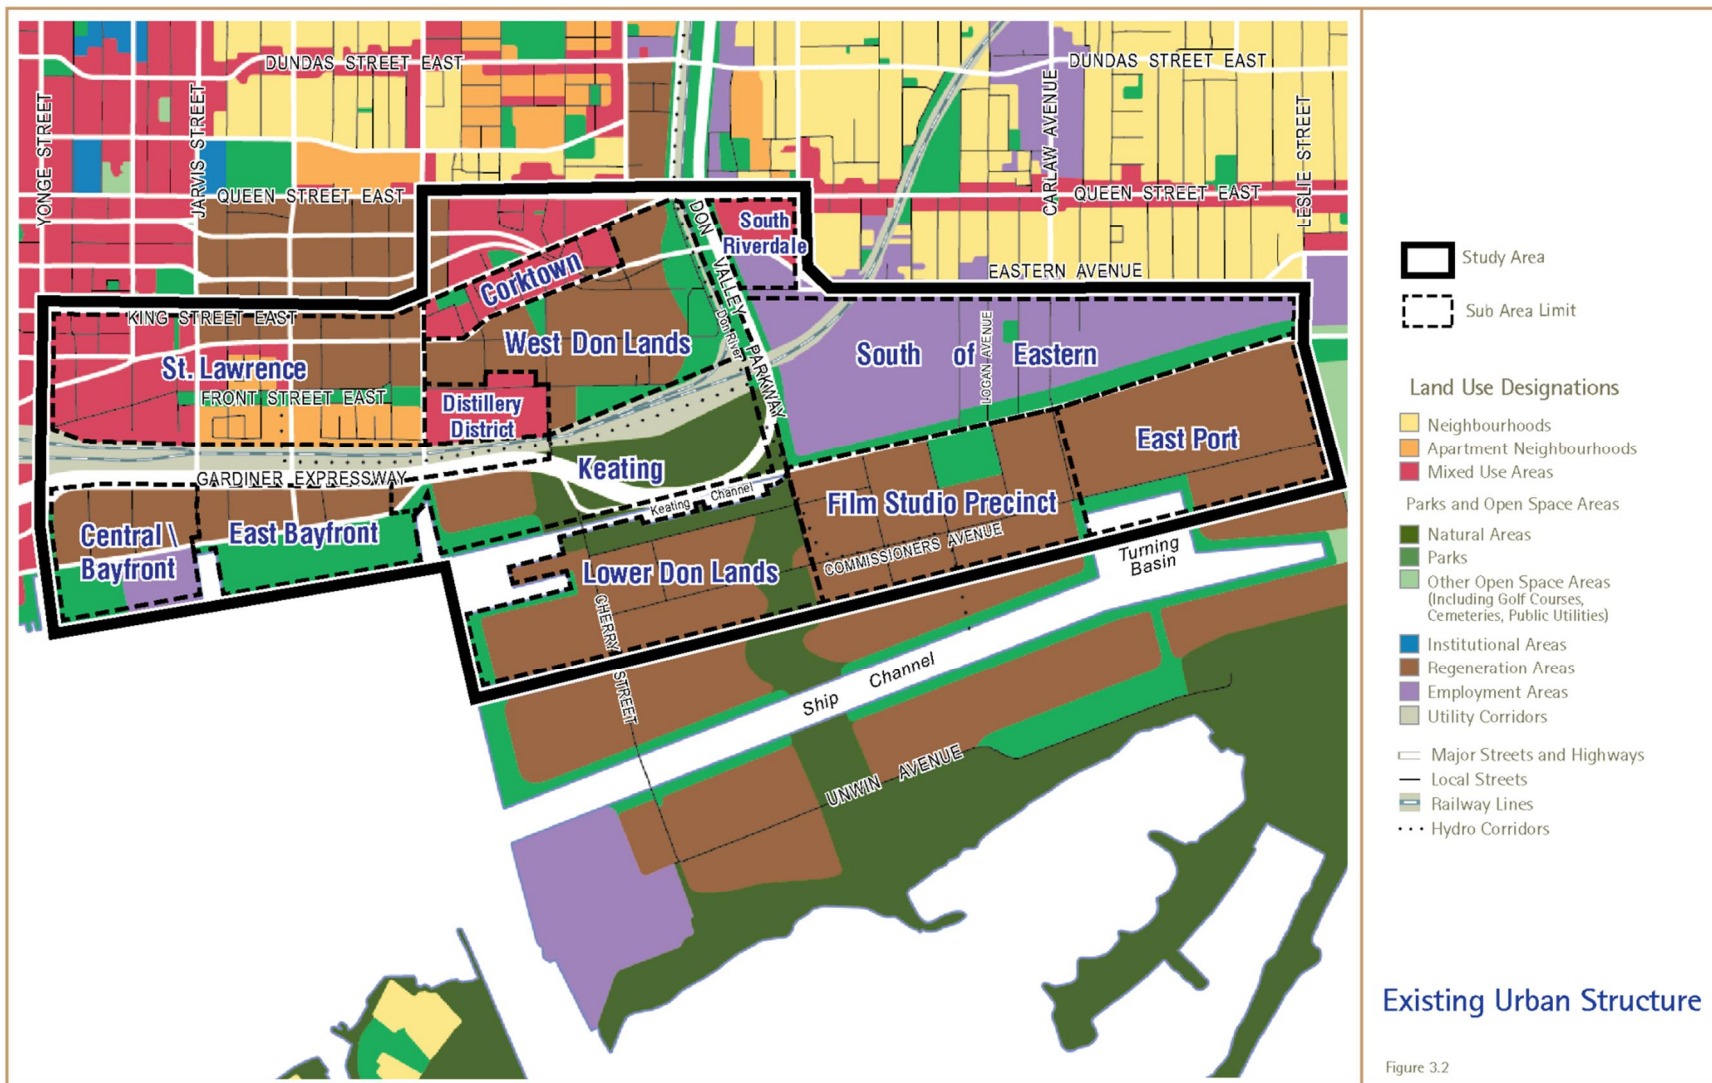 DUNDAS STREET EAST
DUNDAS STREET EAST
YONGE STREET
JARVIS STREET
CARLAW AVENUE
LESLIE STREET
QUEEN STREET EAST
QUEEN STREET EAST
DON VALLEY PARKWAY
South
Riverdale
EASTERN AVENUE
Corktown
KING STREET EAST
Don River
LOGAN AVENUE
West Don Lands
South of Eastern
St. Lawrence
FRONT STREET EAST
Distillery
District
East Port
Keating
GARDINER EXPRESSWAY
Keating Channel
Film Studio Precinct
Central \
Bayfront
East Bayfront
COMMISSIONERS AVENUE
Turning
Basin
Lower Don Lands
CHERRY STREET
Ship Channel
UNWIN AVENUE
Study Area
Sub Area Limit
Land Use Designations
Neighbourhoods
Apartment Neighbourhoods
Mixed Use Areas
Parks and Open Space Areas
Natural Areas
Parks
Other Open Space Areas
(Including Golf Courses,
Cemeteries, Public Utilities)
Institutional Areas
Regeneration Areas
Employment Areas
Utility Corridors
Major Streets and Highways
Local Streets
Railway Lines
Hydro Corridors
Existing Urban Structure
Figure 3.2